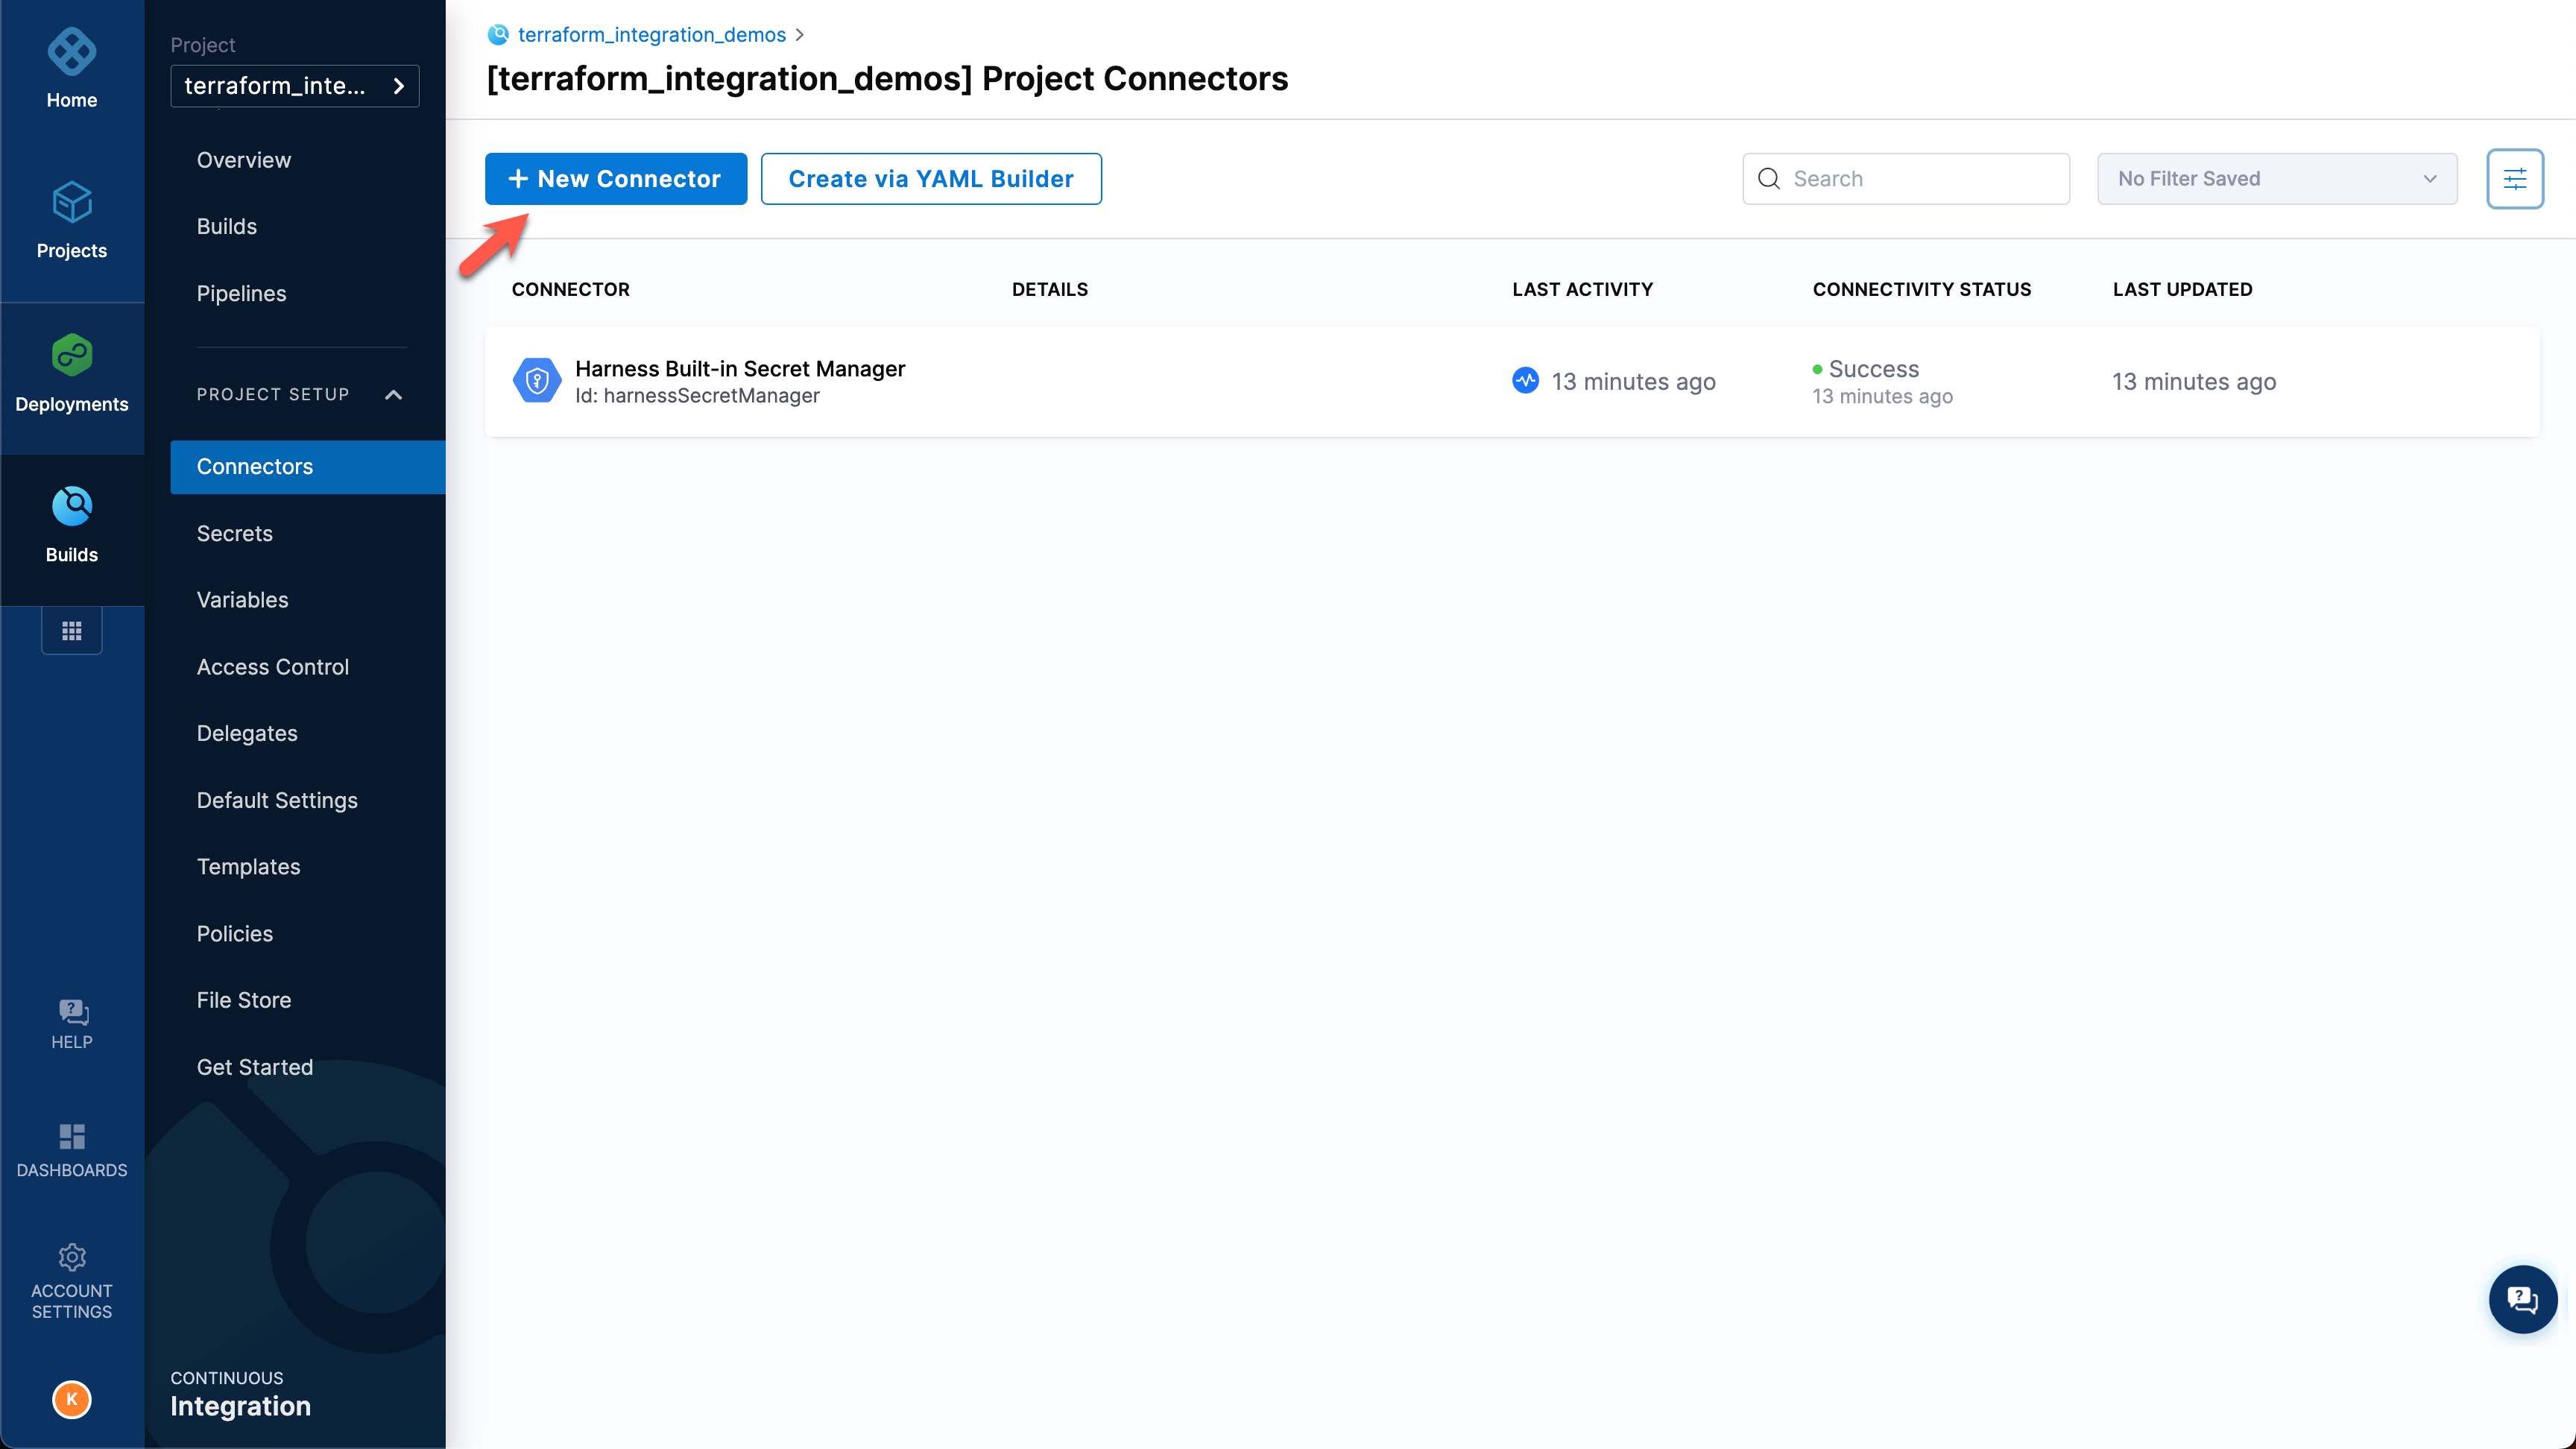 Home
Projects
Deployments
Builds
HELP
DASHBOARDS
ACCOUNT
SETTINGS
K
Project
terraform_inte...
Overview
Builds
Pipelines
PROJECT SETUP
Connectors
Secrets
Variables
Access Control
Delegates
Default Settings
Templates
Policies
File Store
Get Started
CONTINUOUS
Integration
terraform_integration_demos
[terraform_integration_demos] Project Connectors
+ New Connector
Create via YAML Builder
Search
No Filter Saved
CONNECTOR DETAILS LAST ACTIVITY CONNECTIVITY STATUS LAST UPDATED
Harness Built-in Secret Manager
Id: harnessSecretManager
13 minutes ago
Success
13 minutes ago
13 minutes ago